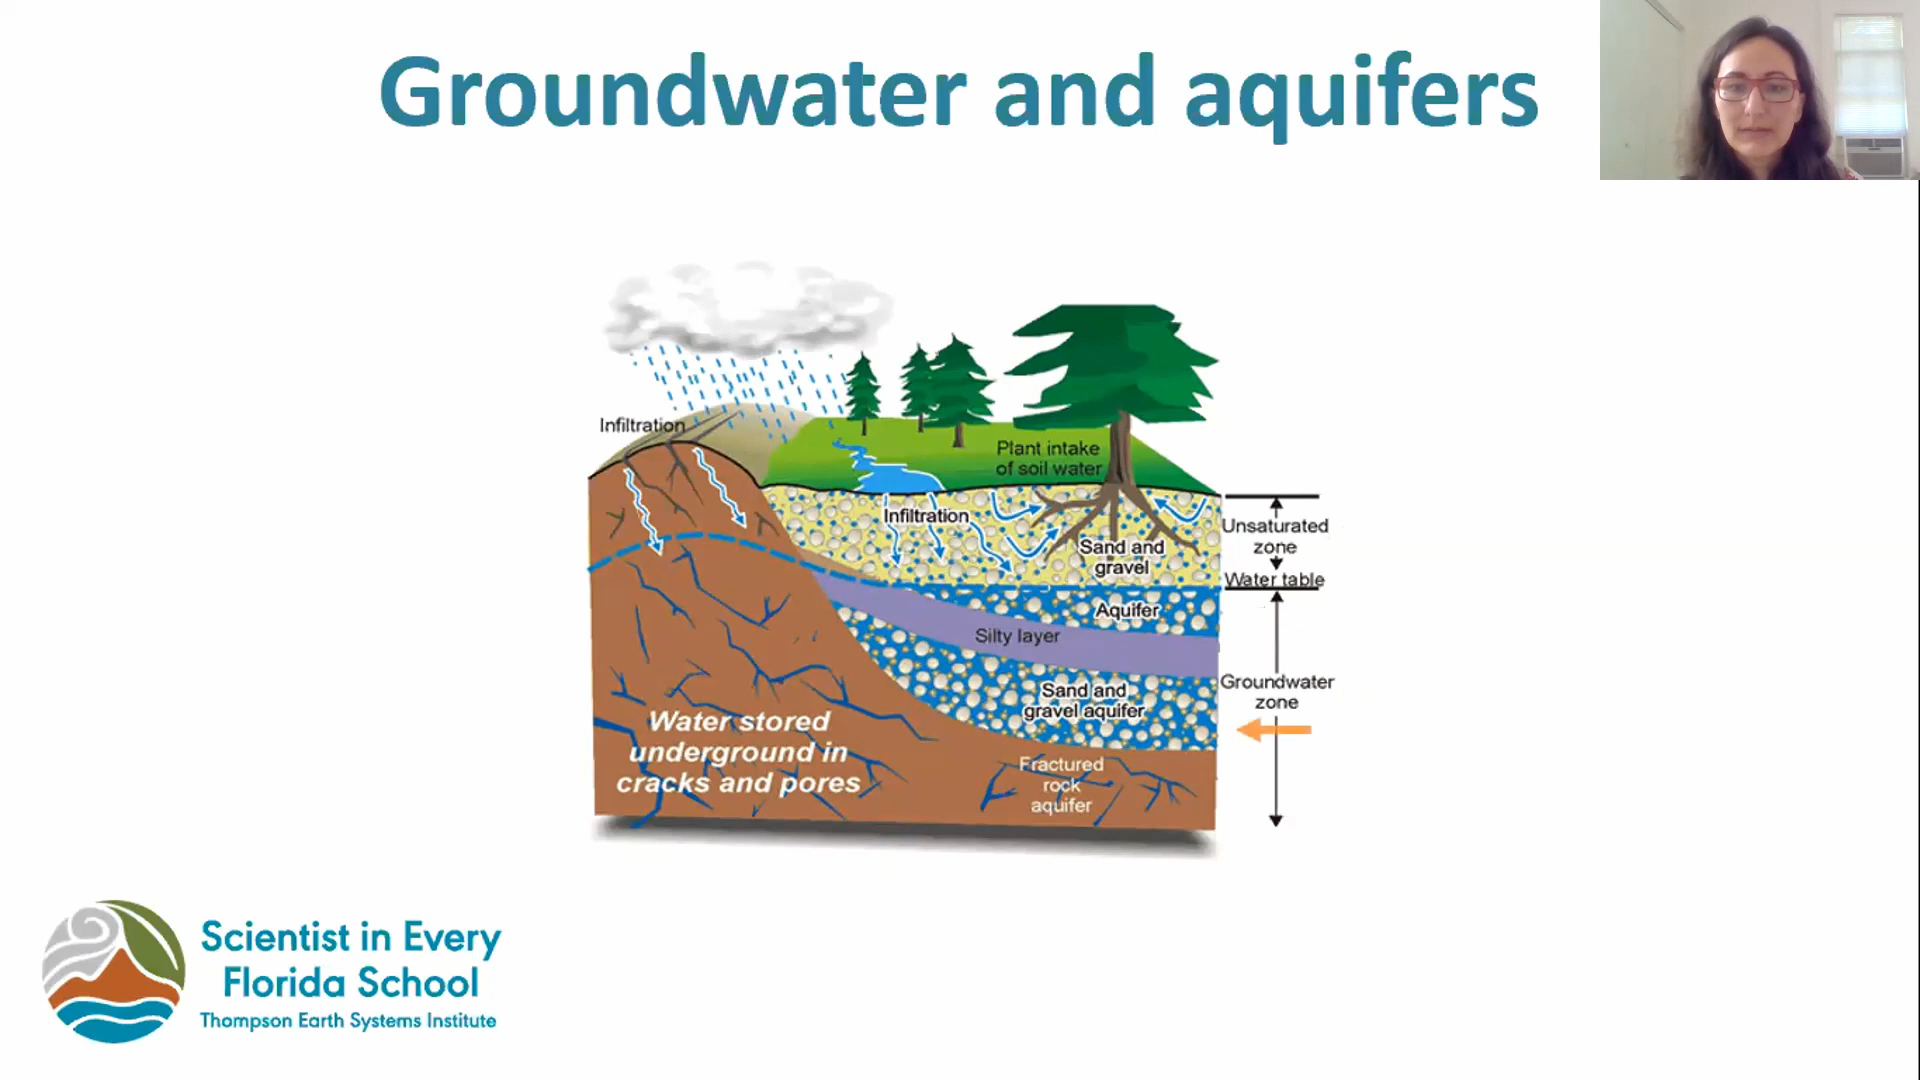 Groundwater and aquifers
Infiltration
Plant intake
of soil water
Infiltration
Sand and
gravel
Unsaturated
zone
Water table
Aquifer
Silty layer
Sand and
gravel aquifer
Groundwater
zone
Water stored
underground in
cracks and pores
Fractured
rock
aquifer
Scientist in Every
Florida School
Thompson Earth Systems Institute